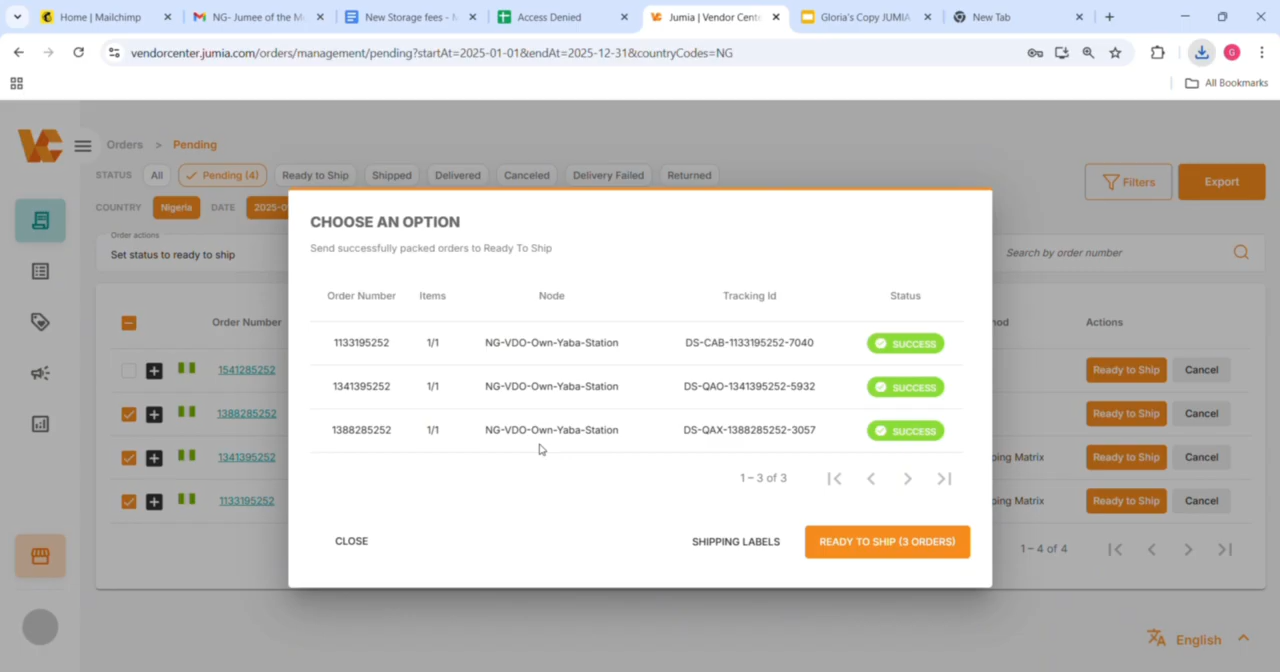 Home | Mailchimp
NG- Jumee of the M
New Storage fees - N
Access Denied
Jumia | Vendor Cent
Gloria's Copy JUMIA
New Tab
vendorcenter.jumia.com/orders/management/pending?startAt=2025-01-01&endAt=2025-12-31&countryCodes=NG
G
All Bookmarks
VC
Orders > Pending
STATUS All Pending (4) Ready to Ship Shipped Delivered Canceled Delivery Failed Returned
Filters
Export
COUNTRY Nigeria DATE 2025-0
Order actions
Set status to ready to ship
Search by order number
CHOOSE AN OPTION
Send successfully packed orders to Ready To Ship
Order Number Items Node Tracking Id Status
1133195252 1/1 NG-VDO-Own-Yaba-Station DS-CAB-1133195252-7040 SUCCESS
1341395252 1/1 NG-VDO-Own-Yaba-Station DS-QAO-1341395252-5932 SUCCESS
1388285252 1/1 NG-VDO-Own-Yaba-Station DS-QAX-1388285252-3057 SUCCESS
1 – 3 of 3
CLOSE
SHIPPING LABELS
READY TO SHIP (3 ORDERS)
Order Number
hod
Actions
1541285252
Ready to Ship Cancel
1388285252
Ready to Ship Cancel
1341395252
ping Matrix
Ready to Ship Cancel
1133195252
ping Matrix
Ready to Ship Cancel
1 – 4 of 4
English